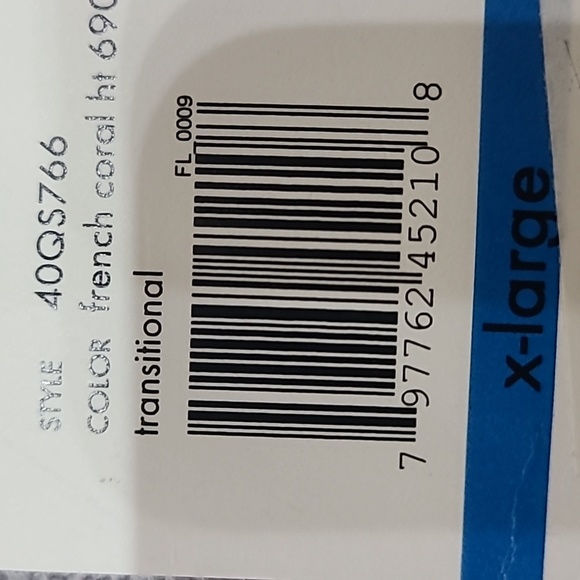 STYLE 40QS766
COLOR french coral ht 690
transitional
FL_0009
7 97762 45210 8
x-large